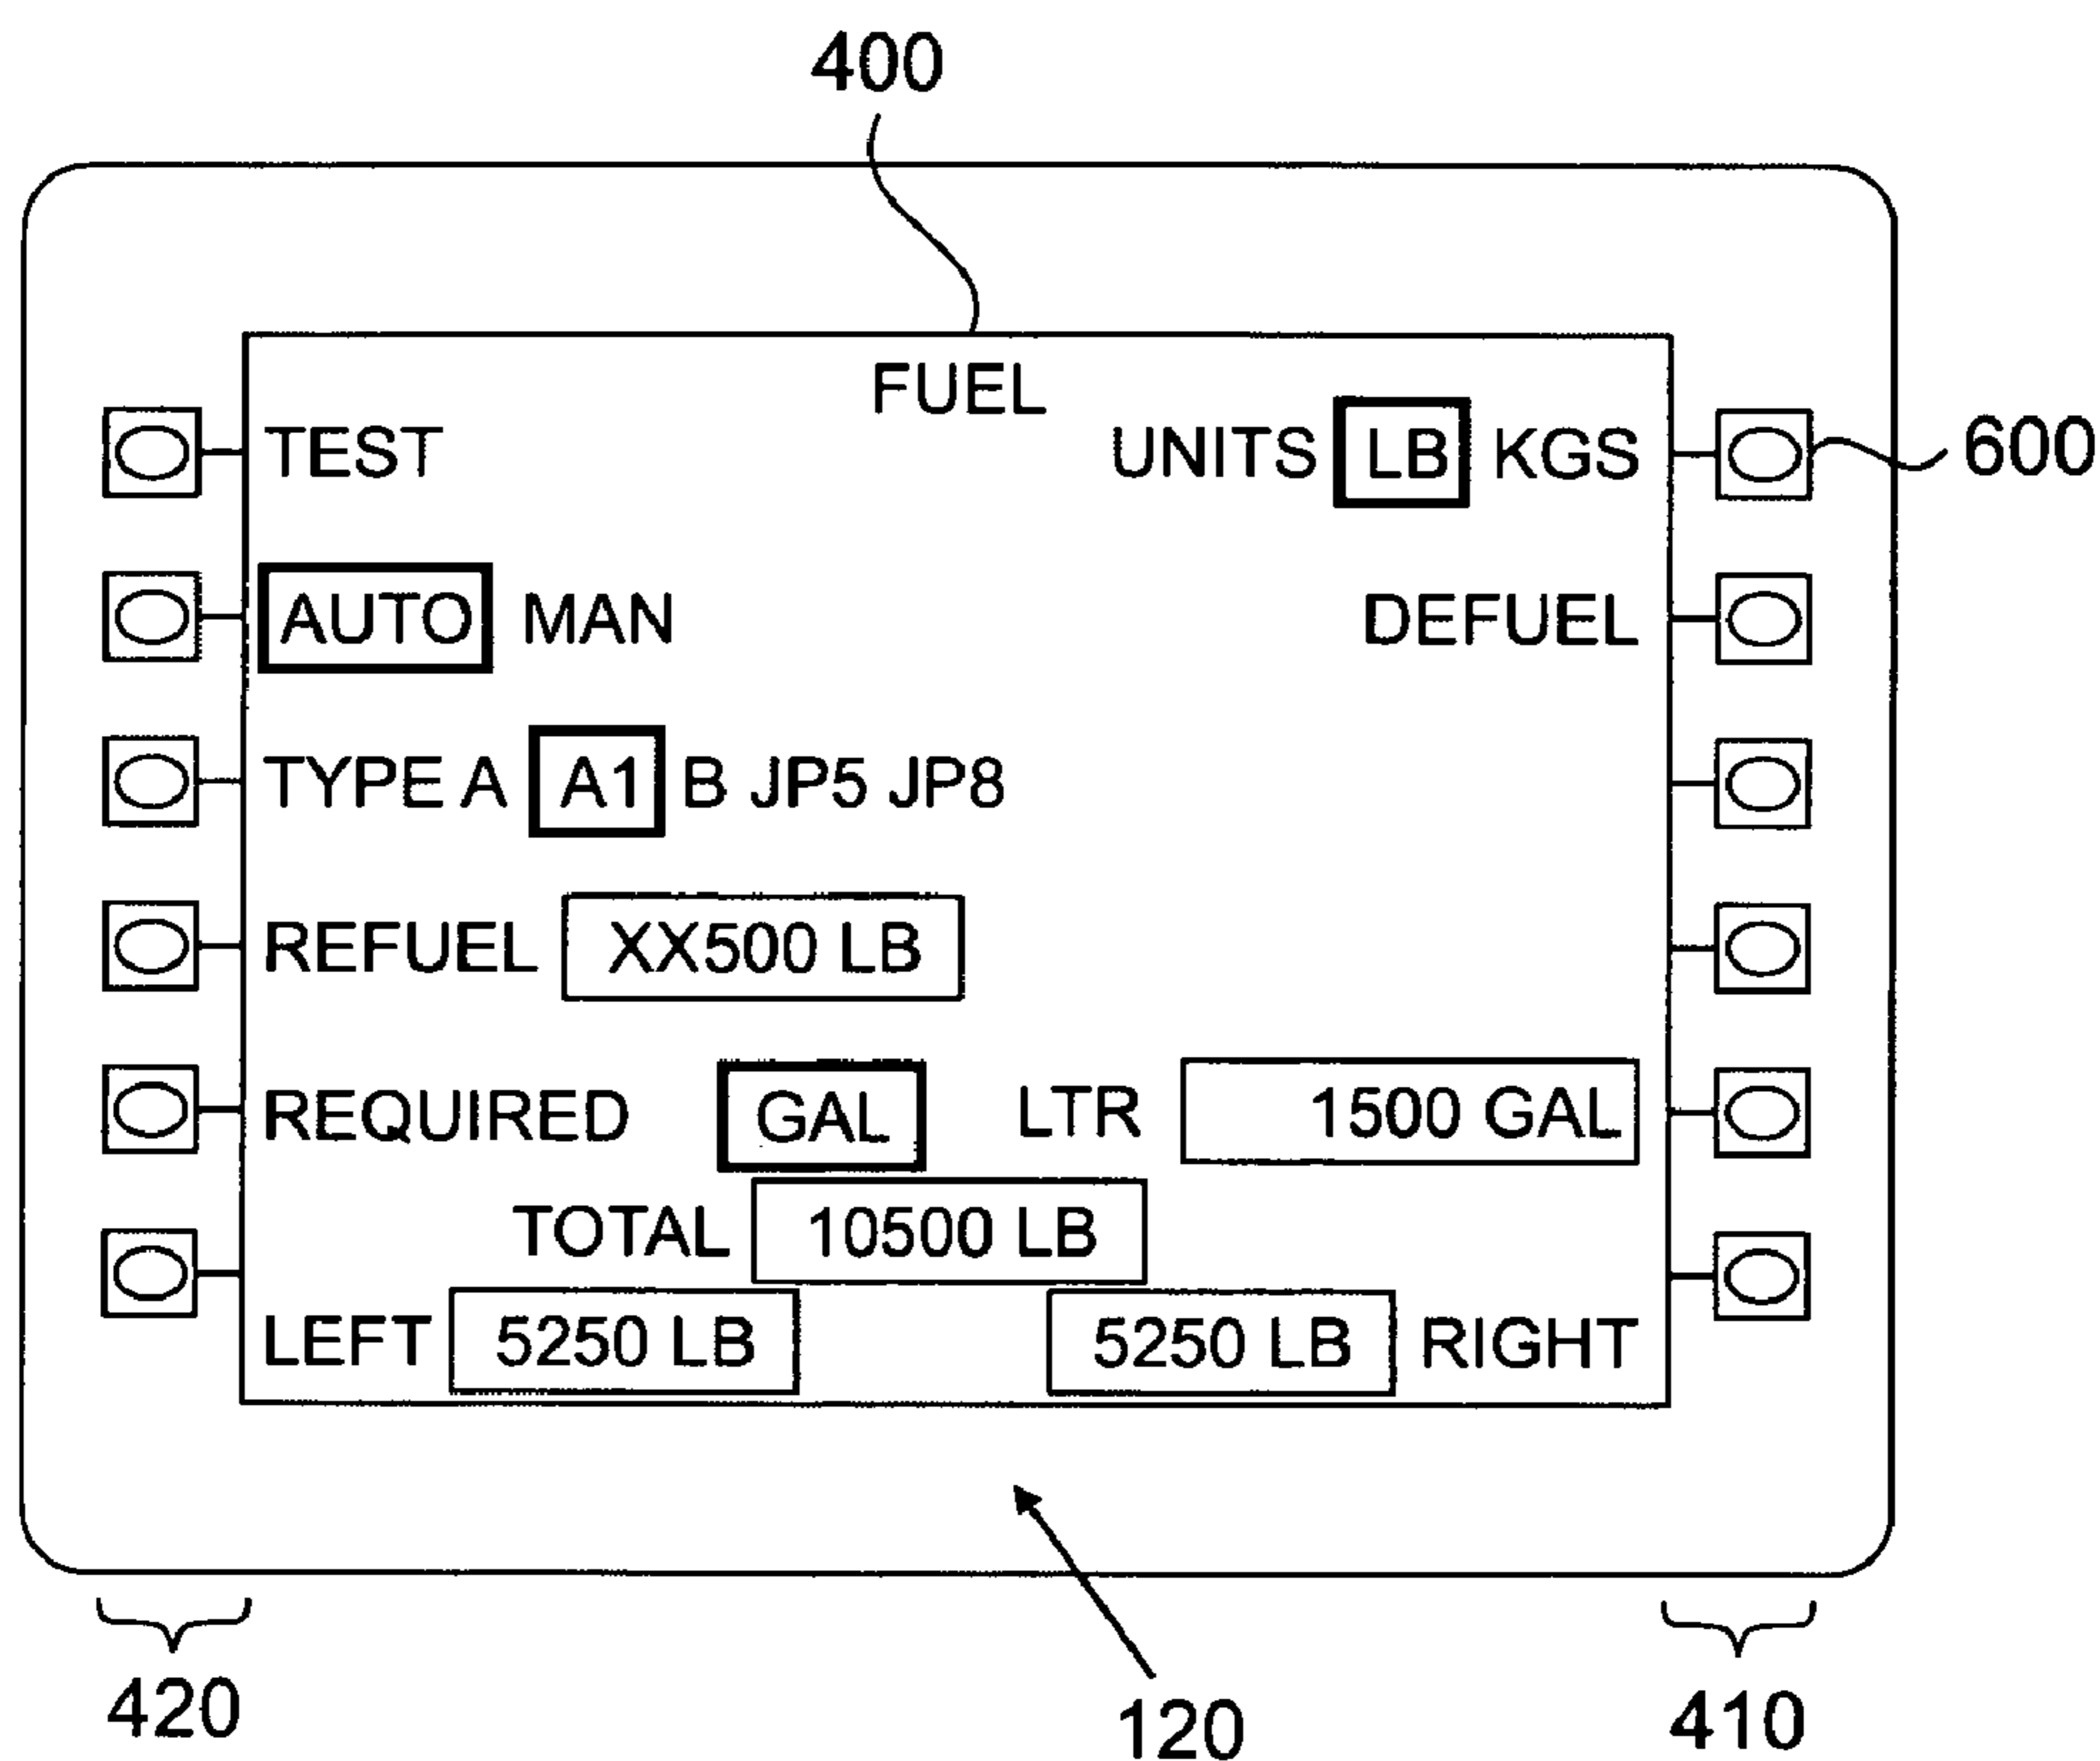 400
FUEL
TEST UNITS LB KGS 600
AUTO MAN DEFUEL
TYPE A A1 B JP5 JP8
REFUEL XX500 LB
REQUIRED GAL LTR 1500 GAL
TOTAL 10500 LB
LEFT 5250 LB 5250 LB RIGHT
420 120 410